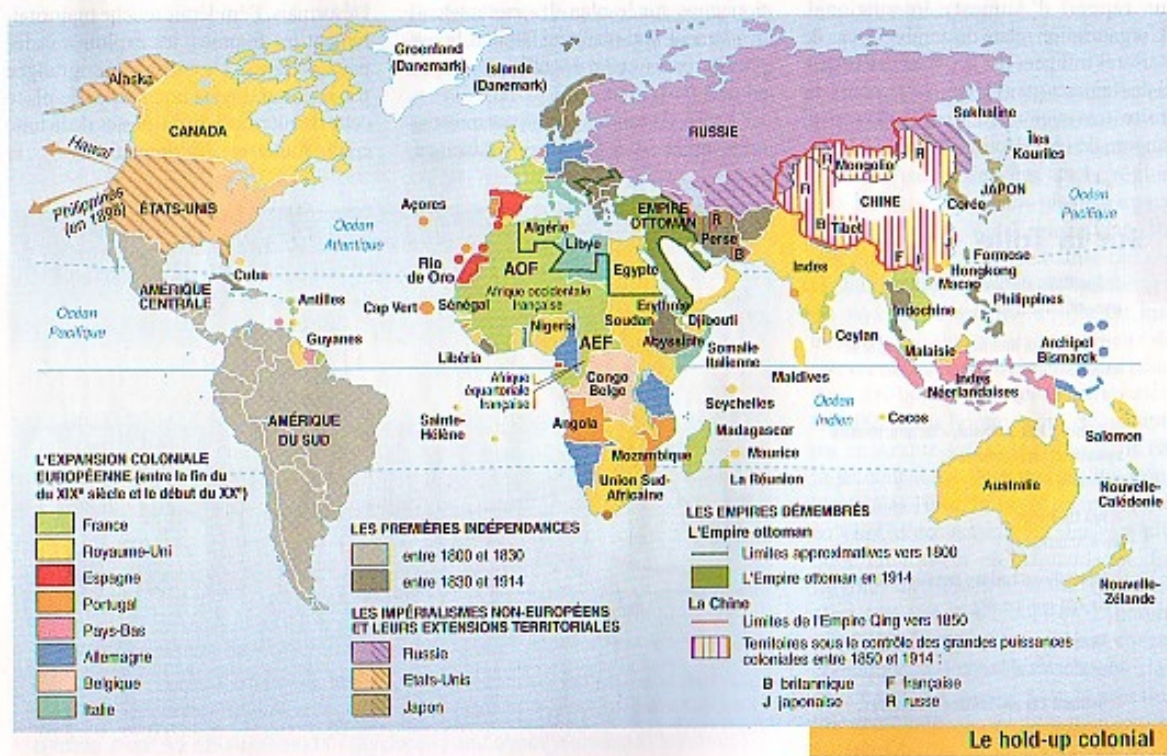 Groenland
(Danemark)
Islande
(Danemark)
Alaska
CANADA
RUSSIE
Sakhaline
Îles
Kouriles
Hawaï
Philippines
(en 1898)
ÉTATS-UNIS
Mongolie
R
R
R
CHINE
JAPON
Corée
Océan
Pacifique
Açores
Océan
Atlantique
Algérie
EMPIRE
OTTOMAN
R
Perse
B
B
Tibet
F
J
Libye
Rio
de Oro
AOF
Égypte
Indes
Formose
Hongkong
Macao
Cuba
AMÉRIQUE
CENTRALE
Afrique occidentale
française
Antilles
Cap Vert
Sénégal
Érythrée
Soudan
Djibouti
Philippines
Indochine
Océan
Pacifique
Nigeria
Guyanes
AEF
Abyssinie
Ceylan
Malaisie
Archipel
Bismarck
Libéria
Somalie
Italienne
Afrique
équatoriale
française
Congo
Belge
Maldives
Indes
Néerlandaises
Seychelles
Océan
Indien
Cocos
AMÉRIQUE
DU SUD
Sainte-
Hélène
Angola
Madagascar
Salomon
Mozambique
Maurice
La Réunion
Union Sud-
Africaine
Australie
Nouvelle-
Calédonie
Nouvelle-
Zélande
L'EXPANSION COLONIALE
EUROPÉENNE (entre la fin du
du XIXe siècle et le début du XXe)
France
Royaume-Uni
Espagne
Portugal
Pays-Bas
Allemagne
Belgique
Italie
LES PREMIÈRES INDÉPENDANCES
entre 1800 et 1830
entre 1830 et 1914
LES IMPÉRIALISMES NON-EUROPÉENS
ET LEURS EXTENSIONS TERRITORIALES
Russie
Etats-Unis
Japon
LES EMPIRES DÉMEMBRÉS
L'Empire ottoman
Limites approximatives vers 1800
L'Empire ottoman en 1914
La Chine
Limites de l'Empire Qing vers 1850
Territoires sous le contrôle des grandes puissances
coloniales entre 1850 et 1914 :
B britannique F française
J japonaise R russe
Le hold-up colonial